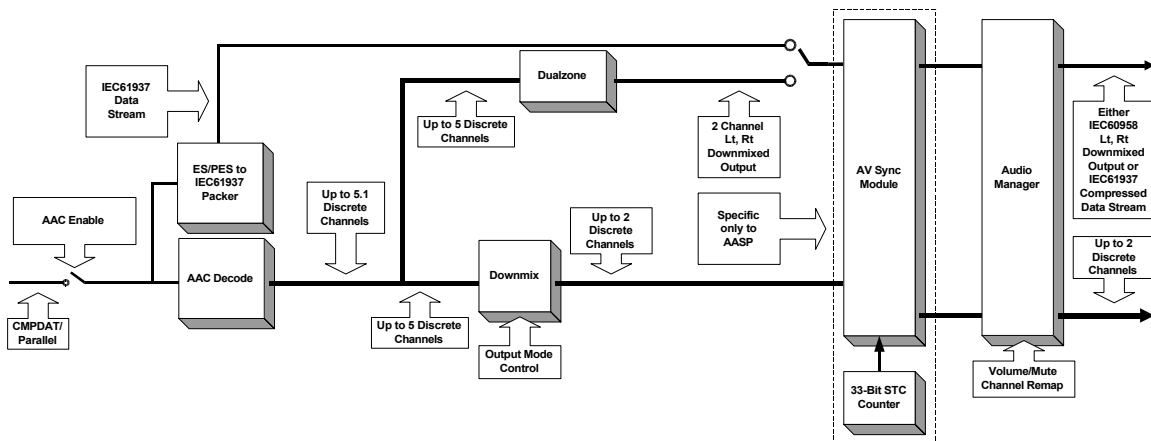 IEC61937
Data
Stream
Dualzone
Up to 5 Discrete
Channels
2 Channel
Lt, Rt
Downmixed
Output
ES/PES to
IEC61937
Packer
AAC Enable
Up to 5.1
Discrete
Channels
Up to 2
Discrete
Channels
Specific
only to
AASP
AV Sync
Module
Audio
Manager
Either
IEC60958
Lt, Rt
Downmixed
Output or
IEC61937
Compressed
Data Stream
Up to 2
Discrete
Channels
AAC Decode
Downmix
CMPDAT/
Parallel
Up to 5 Discrete
Channels
Output Mode
Control
33-Bit STC
Counter
Volume/Mute
Channel Remap